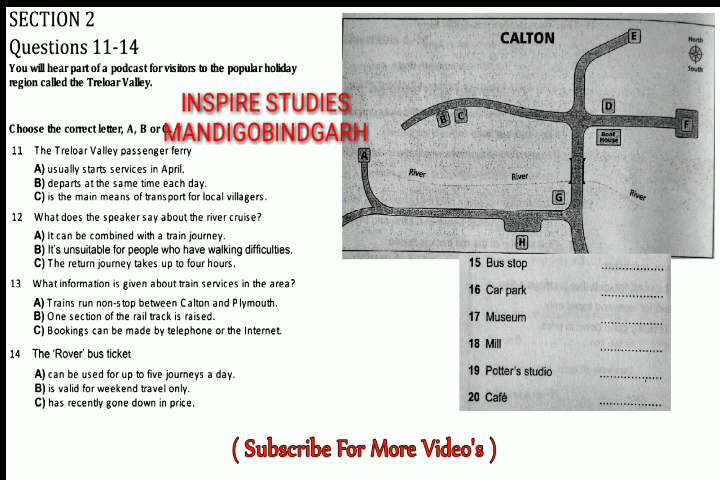 SECTION 2
Questions 11-14
You will hear part of a podcast for visitors to the popular holiday
region called the Treloar Valley.
INSPIRE STUDIES
MANDIGOBINDGARH
Choose the correct letter, A, B or
11 The Treloar Valley passenger ferry
A) usually starts services in April.
B) departs at the same time each day.
C) is the main means of transport for local villagers.
12 What does the speaker say about the river cruise?
A) It can be combined with a train journey.
B) It's unsuitable for people who have walking difficulties.
C) The return journey takes up to four hours.
13 What information is given about train services in the area?
A) Trains run non-stop between Calton and Plymouth.
B) One section of the rail track is raised.
C) Bookings can be made by telephone or the Internet.
14 The 'Rover' bus ticket
A) can be used for up to five journeys a day.
B) is valid for weekend travel only.
C) has recently gone down in price.
CALTON
E
North
South
B C
D
F
Boat
House
A
River
River
River
G
H
15 Bus stop ..................
16 Car park ..................
17 Museum ..................
18 Mill ..................
19 Potter's studio ..................
20 Café ..................
( Subscribe For More Video's )